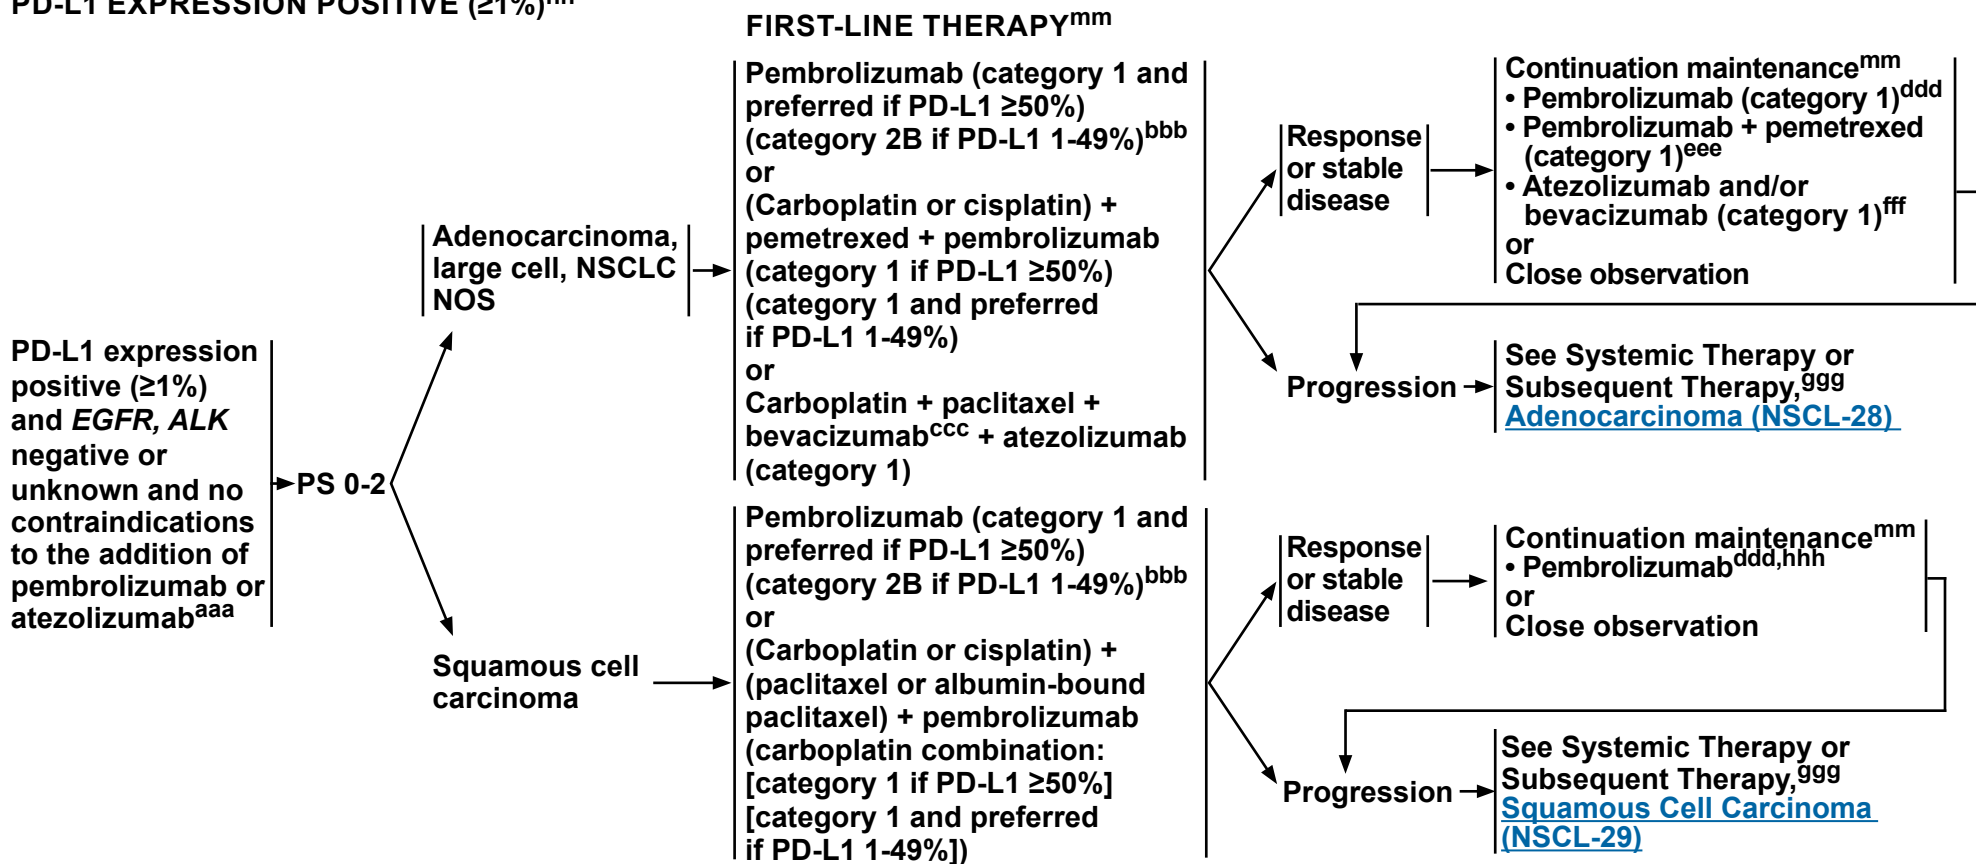 PD-L1 EXPRESSION POSITIVE (≥1%)
FIRST-LINE THERAPYmm
PD-L1 expression
positive (≥1%)
and EGFR, ALK
negative or
unknown and no
contraindications
to the addition of
pembrolizumab or
atezolizumabaaa
PS 0-2
Adenocarcinoma,
large cell, NSCLC
NOS
Pembrolizumab (category 1 and
preferred if PD-L1 ≥50%)
(category 2B if PD-L1 1-49%)bbb
or
(Carboplatin or cisplatin) +
pemetrexed + pembrolizumab
(category 1 if PD-L1 ≥50%)
(category 1 and preferred
if PD-L1 1-49%)
or
Carboplatin + paclitaxel +
bevacizumabccc + atezolizumab
(category 1)
Response
or stable
disease
Continuation maintenancemm
• Pembrolizumab (category 1)ddd
• Pembrolizumab + pemetrexed
(category 1)eee
• Atezolizumab and/or
bevacizumab (category 1)fff
or
Close observation
Progression
See Systemic Therapy or
Subsequent Therapy,ggg
Adenocarcinoma (NSCL-28)
Squamous cell
carcinoma
Pembrolizumab (category 1 and
preferred if PD-L1 ≥50%)
(category 2B if PD-L1 1-49%)bbb
or
(Carboplatin or cisplatin) +
(paclitaxel or albumin-bound
paclitaxel) + pembrolizumab
(carboplatin combination:
[category 1 if PD-L1 ≥50%]
[category 1 and preferred
if PD-L1 1-49%])
Response
or stable
disease
Continuation maintenancemm
• Pembrolizumabddd,hhh
or
Close observation
Progression
See Systemic Therapy or
Subsequent Therapy,ggg
Squamous Cell Carcinoma
(NSCL-29)